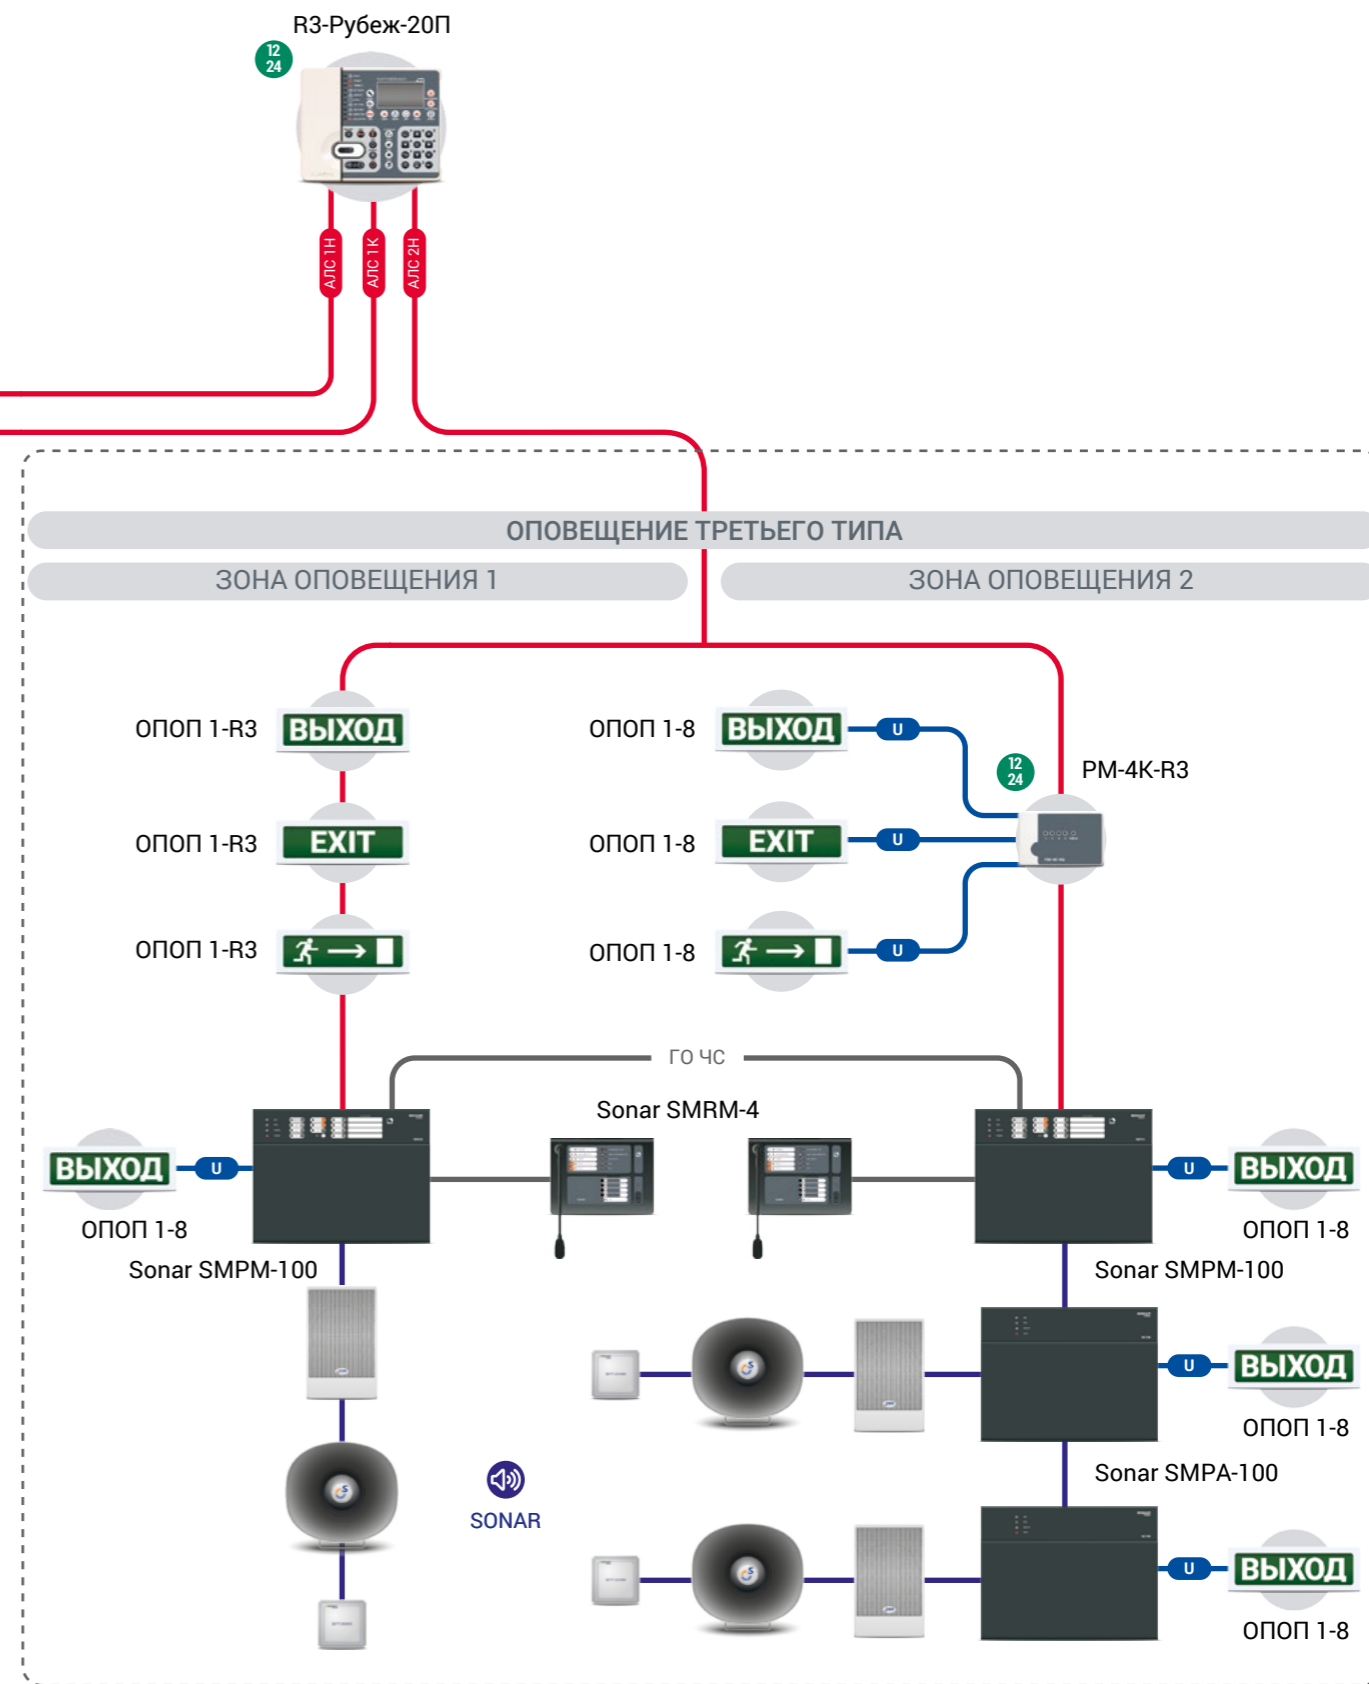 R3-Рубеж-20П
12
24
АЛС 1Н
АЛС 1К
АЛС 2Н
ОПОВЕЩЕНИЕ ТРЕТЬЕГО ТИПА
ЗОНА ОПОВЕЩЕНИЯ 1
ЗОНА ОПОВЕЩЕНИЯ 2
ОПОП 1-R3
ВЫХОД
ОПОП 1-8
ВЫХОД
U
12
24
РМ-4К-R3
ОПОП 1-R3
EXIT
ОПОП 1-8
EXIT
U
ОПОП 1-R3
ОПОП 1-8
U
ГО ЧС
Sonar SMRM-4
ВЫХОД
U
U
ВЫХОД
ОПОП 1-8
ОПОП 1-8
Sonar SMPM-100
Sonar SMPM-100
U
ВЫХОД
ОПОП 1-8
Sonar SMPA-100
SONAR
U
ВЫХОД
ОПОП 1-8